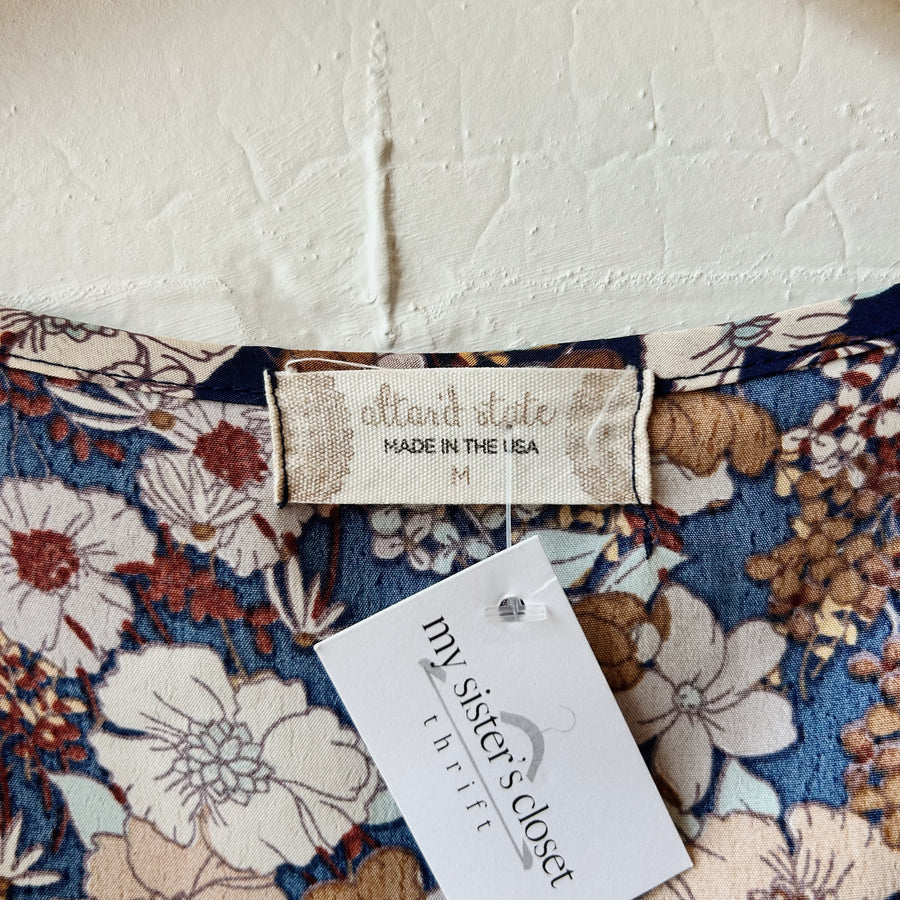 altar'd state
MADE IN THE USA
M
my sister's closet
thrift